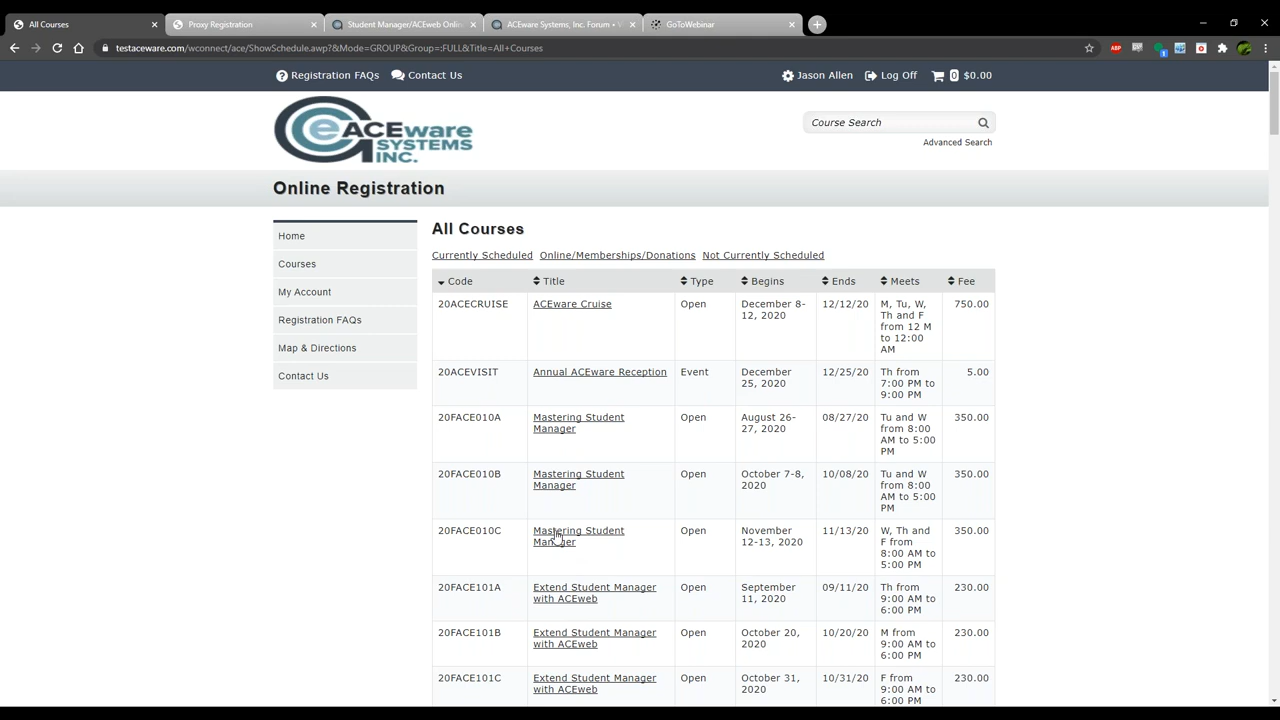 All Courses
Proxy Registration
Student Manager/ACEweb Onlin
ACEware Systems, Inc. Forum •
GoToWebinar
testaceware.com/wconnect/ace/ShowSchedule.awp?&Mode=GROUP&Group=:FULL&Title=All+Courses
ABP
1
Registration FAQs Contact Us
Jason Allen Log Off 0 $0.00
eACEware
SYSTEMS
INC.
Course Search
Advanced Search
Online Registration
Home
Courses
My Account
Registration FAQs
Map & Directions
Contact Us
All Courses
Currently Scheduled Online/Memberships/Donations Not Currently Scheduled
Code Title Type Begins Ends Meets Fee
20ACECRUISE ACEware Cruise Open December 8- 12/12/20 M, Tu, W, 750.00
12, 2020 Th and F
from 12 M
to 12:00
AM
20ACEVISIT Annual ACEware Reception Event December 12/25/20 Th from 5.00
25, 2020 7:00 PM to
9:00 PM
20FACE010A Mastering Student Open August 26- 08/27/20 Tu and W 350.00
Manager 27, 2020 from 8:00
AM to 5:00
PM
20FACE010B Mastering Student Open October 7-8, 10/08/20 Tu and W 350.00
Manager 2020 from 8:00
AM to 5:00
PM
20FACE010C Mastering Student Open November 11/13/20 W, Th and 350.00
Manager 12-13, 2020 F from
8:00 AM to
5:00 PM
20FACE101A Extend Student Manager Open September 09/11/20 Th from 230.00
with ACEweb 11, 2020 9:00 AM to
6:00 PM
20FACE101B Extend Student Manager Open October 20, 10/20/20 M from 230.00
with ACEweb 2020 9:00 AM to
6:00 PM
20FACE101C Extend Student Manager Open October 31, 10/31/20 F from 230.00
with ACEweb 2020 9:00 AM to
6:00 PM